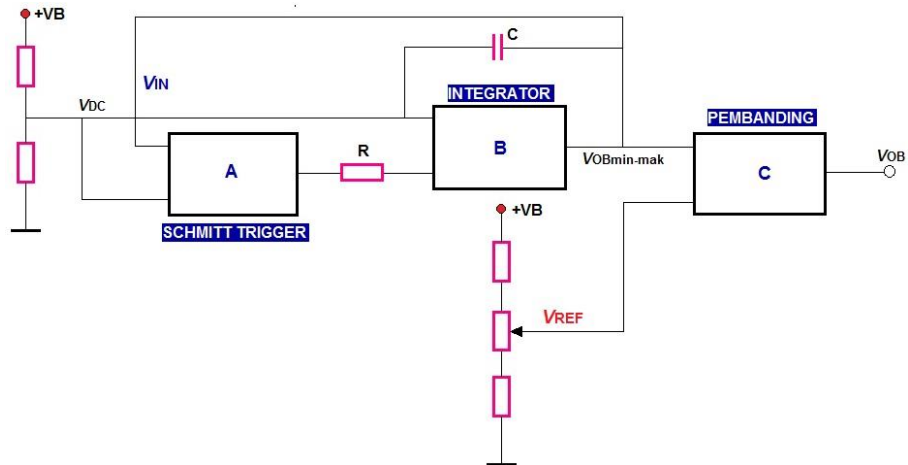 +VB
C
VIN
VDC
INTEGRATOR
PEMBANDING
A
R
B
C
VOBmin-mak
VOB
SCHMITT TRIGGER
+VB
VREF